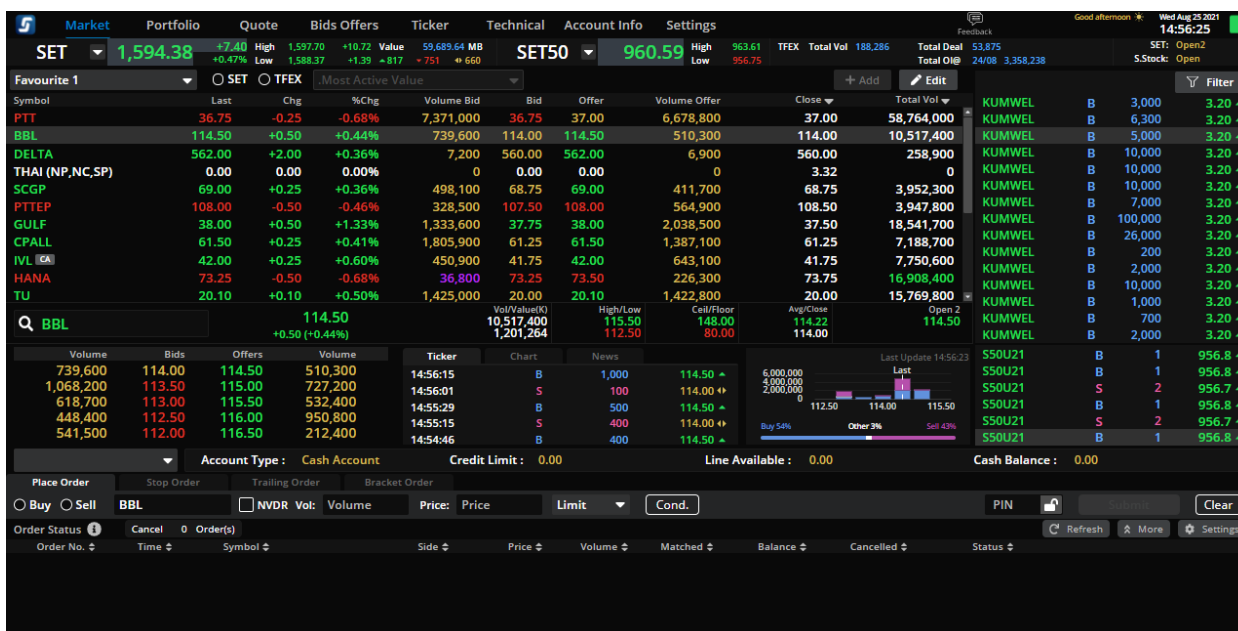 Market Portfolio Quote Bids Offers Ticker Technical Account Info Settings Feedback Good afternoon Wed Aug 25 2021
14:56:25
SET 1,594.38 +7.40 High 1,597.70 +10.72 Value 59,689.64 MB SET50 960.59 High 963.61 TFEX Total Vol 188,286 Total Deal 53,875 SET: Open2
+0.47% Low 1,588.37 +1.39 817 751 660 Low 956.75 Total OI@ 24/08 3,358,238 S.Stock: Open
Favourite 1 SET TFEX .Most Active Value + Add Edit Filter
Symbol Last Chg %Chg Volume Bid Bid Offer Volume Offer Close Total Vol
PTT 36.75 -0.25 -0.68% 7,371,000 36.75 37.00 6,678,800 37.00 58,764,000
BBL 114.50 +0.50 +0.44% 739,600 114.00 114.50 510,300 114.00 10,517,400
DELTA 562.00 +2.00 +0.36% 7,200 560.00 562.00 6,900 560.00 258,900
THAI (NP,NC,SP) 0.00 0.00 0.00% 0 0.00 0.00 0 3.32 0
SCGP 69.00 +0.25 +0.36% 498,100 68.75 69.00 411,700 68.75 3,952,300
PTTEP 108.00 -0.50 -0.46% 328,500 107.50 108.00 564,900 108.50 3,947,800
GULF 38.00 +0.50 +1.33% 1,333,600 37.75 38.00 2,038,500 37.50 18,541,700
CPALL 61.50 +0.25 +0.41% 1,805,900 61.25 61.50 1,387,100 61.25 7,188,700
IVL CA 42.00 +0.25 +0.60% 450,900 41.75 42.00 643,100 41.75 7,750,600
HANA 73.25 -0.50 -0.68% 36,800 73.25 73.50 226,300 73.75 16,908,400
TU 20.10 +0.10 +0.50% 1,425,000 20.00 20.10 1,422,800 20.00 15,769,800
KUMWEL B 3,000 3.20
KUMWEL B 6,300 3.20
KUMWEL B 5,000 3.20
KUMWEL B 10,000 3.20
KUMWEL B 10,000 3.20
KUMWEL B 10,000 3.20
KUMWEL B 7,000 3.20
KUMWEL B 100,000 3.20
KUMWEL B 26,000 3.20
KUMWEL B 200 3.20
KUMWEL B 2,000 3.20
KUMWEL B 10,000 3.20
KUMWEL B 1,000 3.20
KUMWEL B 700 3.20
KUMWEL B 2,000 3.20
BBL 114.50 Vol/Value(K) High/Low Ceil/Floor Avg/Close Open 2
10,517,400 115.50 148.00 114.22 114.50
+0.50 (+0.44%) 1,201,264 112.50 80.00 114.00
Volume Bids Offers Volume
739,600 114.00 114.50 510,300
1,068,200 113.50 115.00 727,200
618,700 113.00 115.50 532,400
448,400 112.50 116.00 950,800
541,500 112.00 116.50 212,400
Ticker Chart News
14:56:15 B 1,000 114.50
14:56:01 S 100 114.00
14:55:29 B 500 114.50
14:55:15 S 400 114.00
14:54:46 B 400 114.50
Last Update 14:56:23
Last
6,000,000
4,000,000
2,000,000
0
112.50 114.00 115.50
Buy 54% Other 3% Sell 43%
S50U21 B 1 956.8
S50U21 B 1 956.8
S50U21 S 2 956.7
S50U21 B 1 956.8
S50U21 S 2 956.7
S50U21 B 1 956.8
Account Type : Cash Account Credit Limit : 0.00 Line Available : 0.00 Cash Balance : 0.00
Place Order Stop Order Trailing Order Bracket Order
Buy Sell BBL NVDR Vol: Volume Price: Price Limit Cond. PIN Submit Clear
Order Status Cancel 0 Order(s) Refresh More Settings
Order No. Time Symbol Side Price Volume Matched Balance Cancelled Status